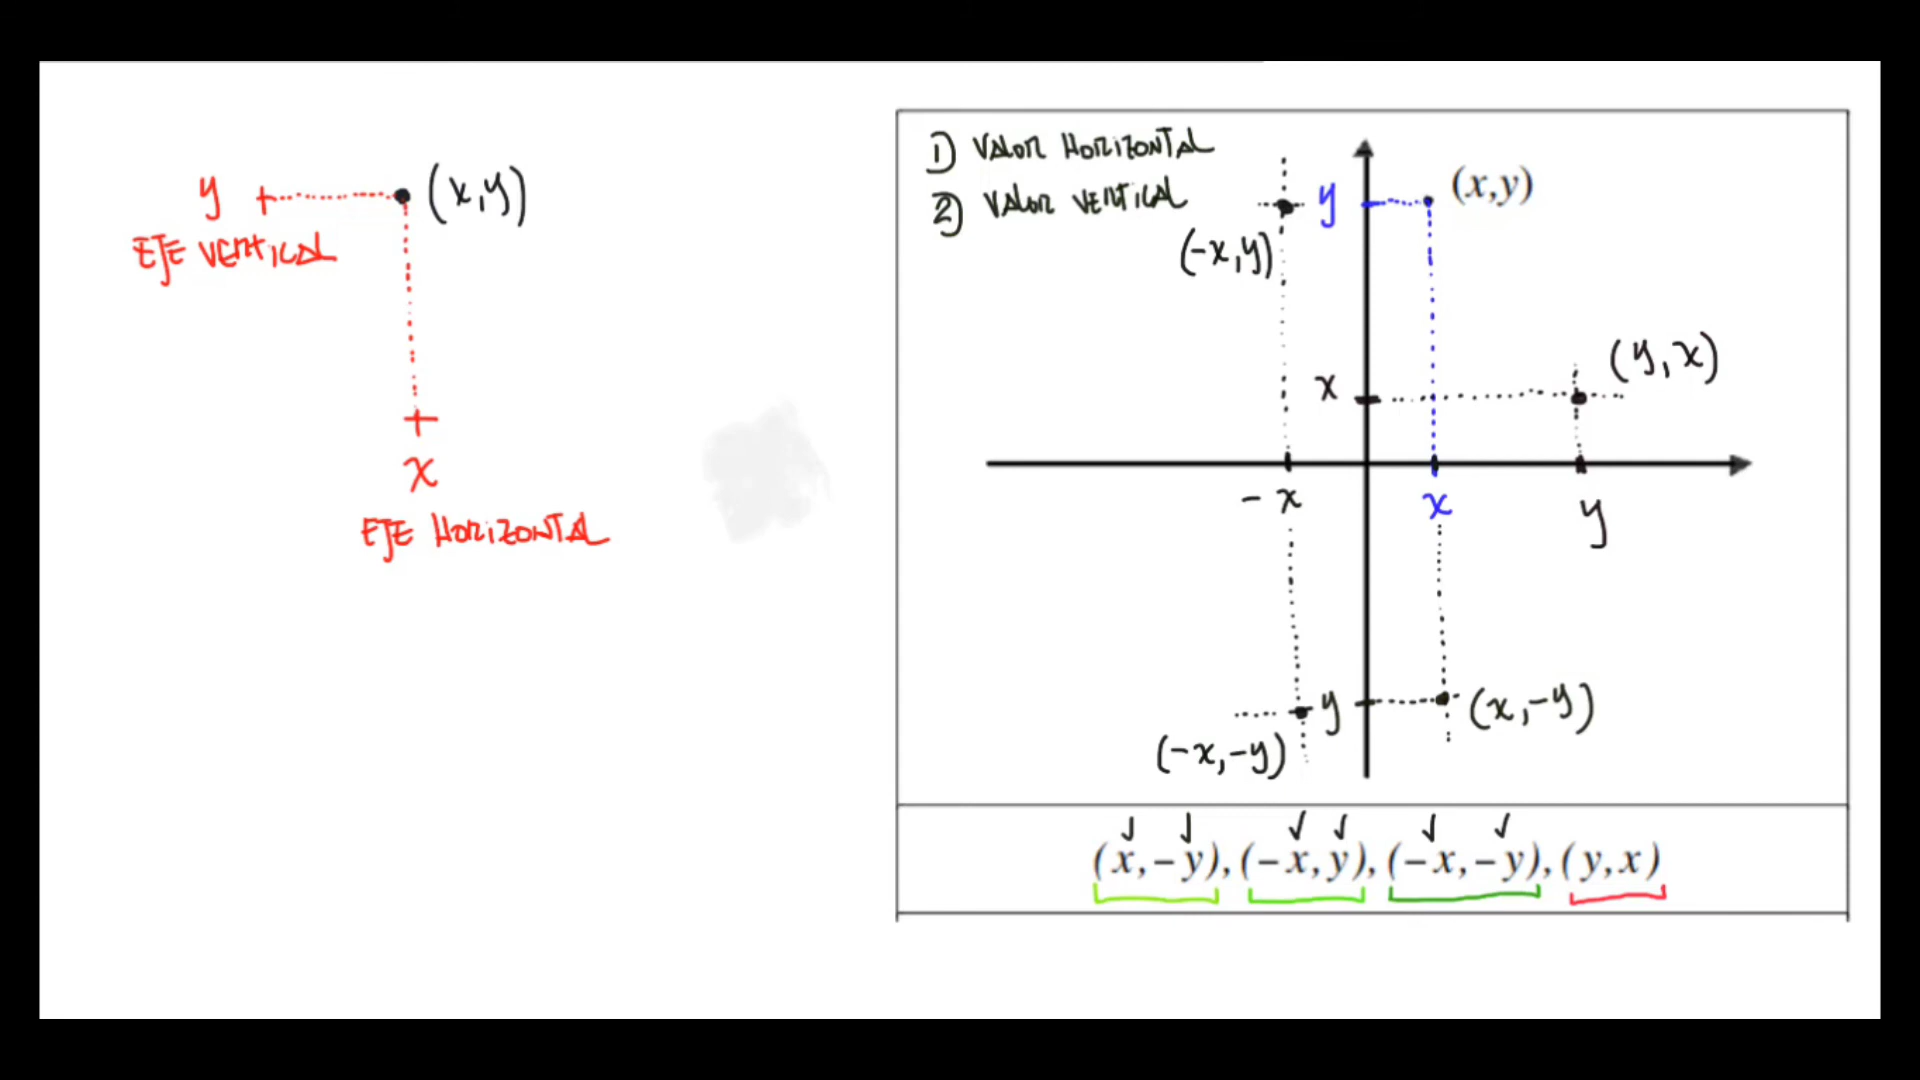 y (x,y)
EJE VERTICAL
x
EJE HORIZONTAL
1) VALOR HORIZONTAL
2) VALOR VERTICAL
y (x,y)
(-x,y)
x (y,x)
-x x y
y (x,-y)
(-x,-y)
(x,-y),(-x,y),(-x,-y),(y,x)